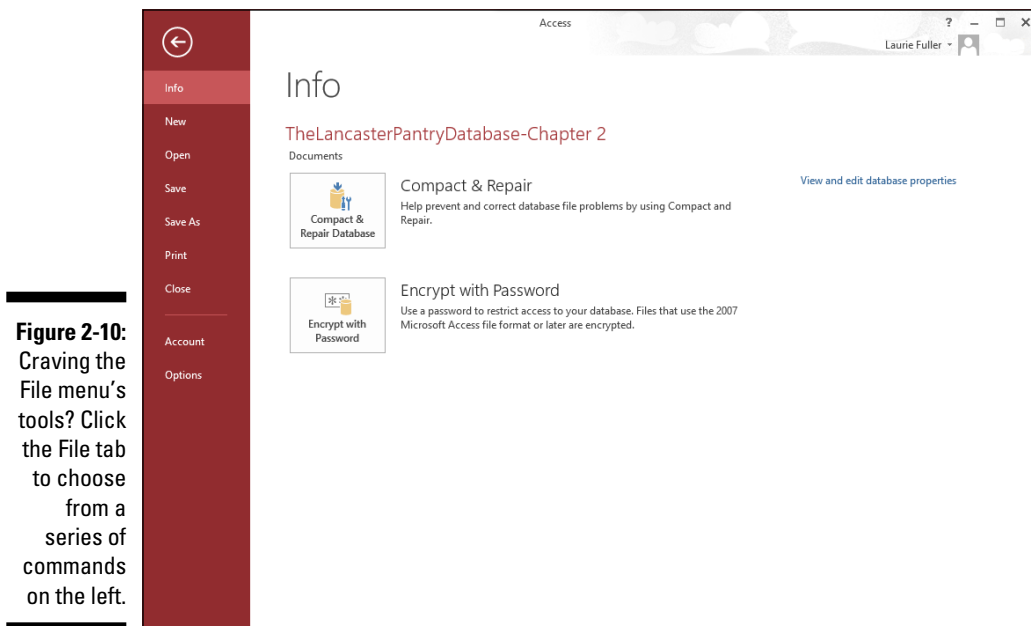 Access
?
Laurie Fuller
Info
New
Open
Save
Save As
Print
Close
Account
Options
Info
TheLancasterPantryDatabase-Chapter 2
Documents
Compact &
Repair Database
Compact & Repair
Help prevent and correct database file problems by using Compact and
Repair.
View and edit database properties
Encrypt with
Password
Encrypt with Password
Use a password to restrict access to your database. Files that use the 2007
Microsoft Access file format or later are encrypted.
Figure 2-10:
Craving the
File menu's
tools? Click
the File tab
to choose
from a
series of
commands
on the left.